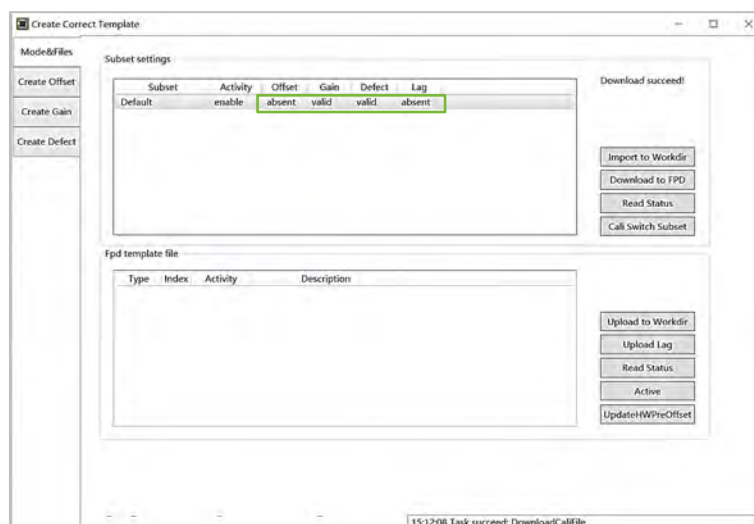 Create Correct Template
Mode&Files
Create Offset
Create Gain
Create Defect
Subset settings
Subset Activity Offset Gain Defect Lag
Default enable absent valid valid absent
Download succeed!
Import to Workdir
Download to FPD
Read Status
Cali Switch Subset
Fpd template file
Type Index Activity Description
Upload to Workdir
Upload Lag
Read Status
Active
UpdateHWPreOffset
15:12:08 Task succeed: DownloadCaliFile